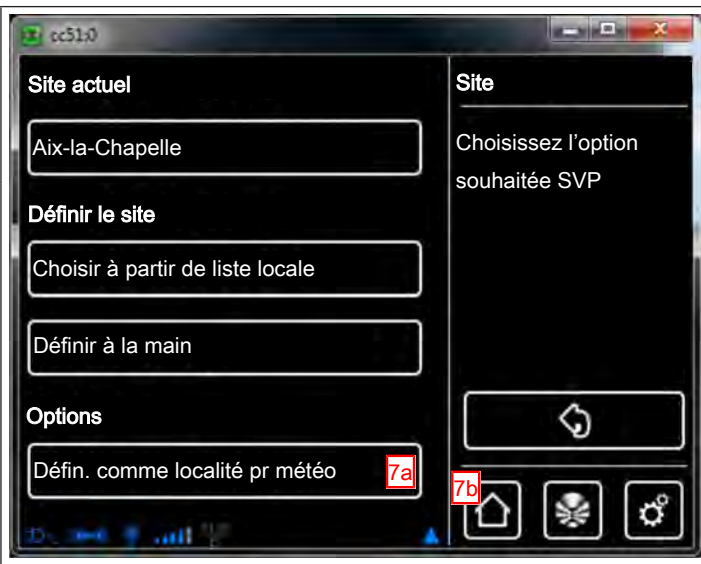 cc51:0
Site actuel
Aix-la-Chapelle
Définir le site
Choisir à partir de liste locale
Définir à la main
Options
Défin. comme localité pr météo
7a
Site
Choisissez l'option
souhaitée SVP
7b